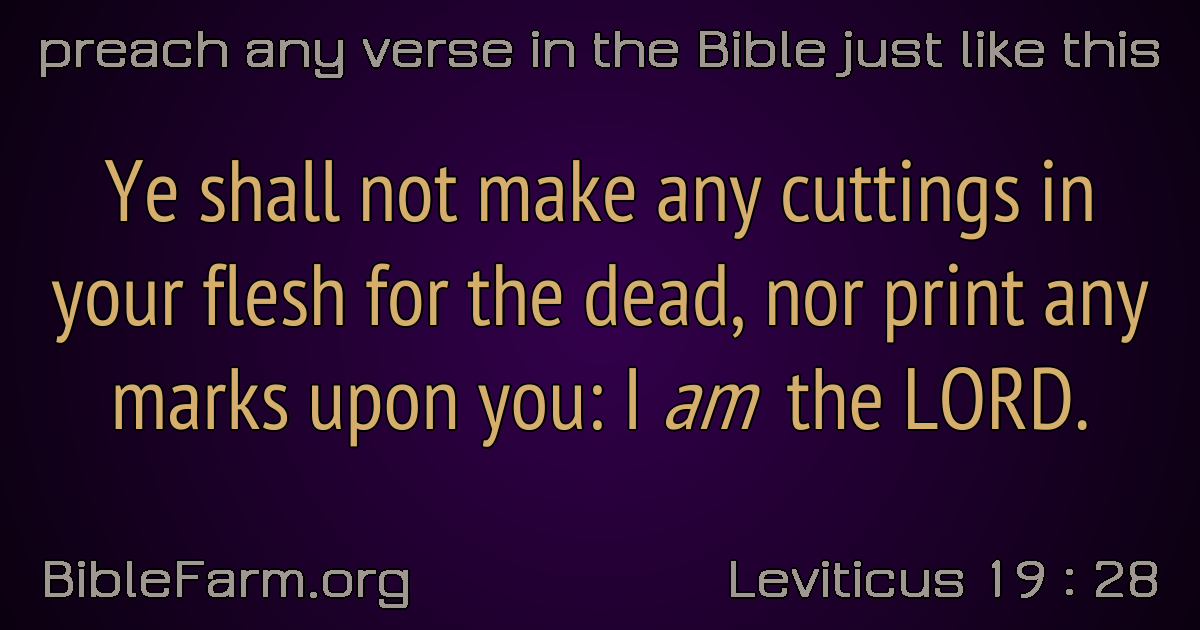 preach any verse in the Bible just like this
Ye shall not make any cuttings in
your flesh for the dead, nor print any
marks upon you: I am the LORD.
BibleFarm.org
Leviticus 19 : 28